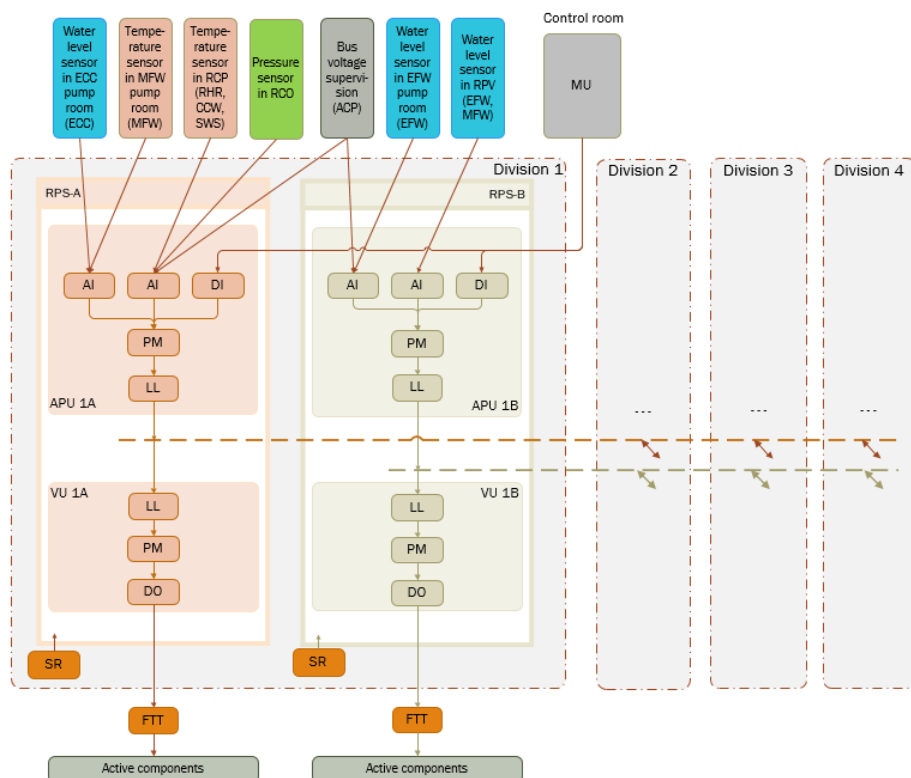 Control room
Water
level
sensor
in ECC
pump
room
(ECC)
Tempe-
rature
sensor
in MFW
pump
room
(MFW)
Tempe-
rature
sensor
in RCP
(RHR,
CCW,
SWS)
Pressure
sensor
in RCO
Bus
voltage
supervi-
sion
(ACP)
Water
level
sensor
in EFW
pump
room
(EFW)
Water
level
sensor
in RPV
(EFW,
MFW)
MU
Division 1
Division 2
Division 3
Division 4
RPS-A
RPS-B
AI
AI
DI
AI
AI
DI
PM
PM
LL
LL
APU 1A
APU 1B
---
---
---
VU 1A
VU 1B
LL
LL
PM
PM
DO
DO
SR
SR
FTT
FTT
Active components
Active components